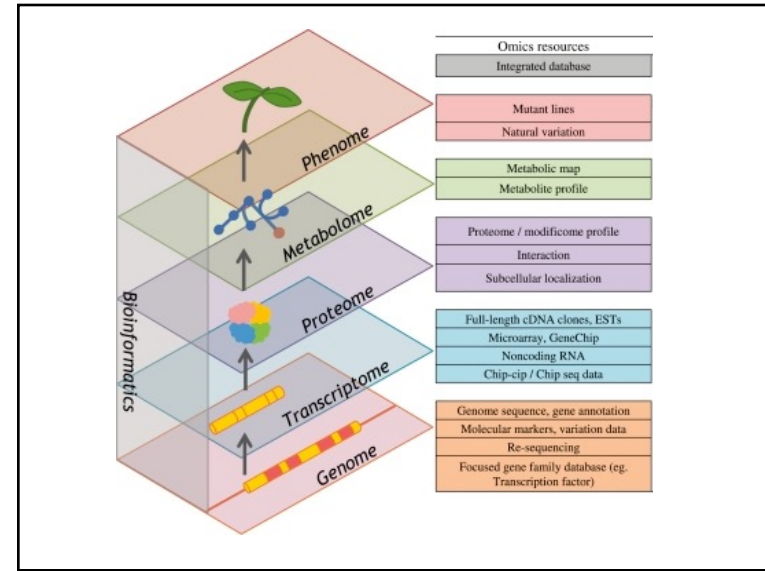 Phenome
Metabolome
Proteome
Transcriptome
Genome
Bioinformatics
Omics resources
Integrated database
Mutant lines
Natural variation
Metabolic map
Metabolite profile
Proteome / modificome profile
Interaction
Subcellular localization
Full-length cDNA clones, ESTs
Microarray, GeneChip
Noncoding RNA
Chip-cip / Chip seq data
Genome sequence, gene annotation
Molecular markers, variation data
Re-sequencing
Focused gene family database (eg.
Transcription factor)